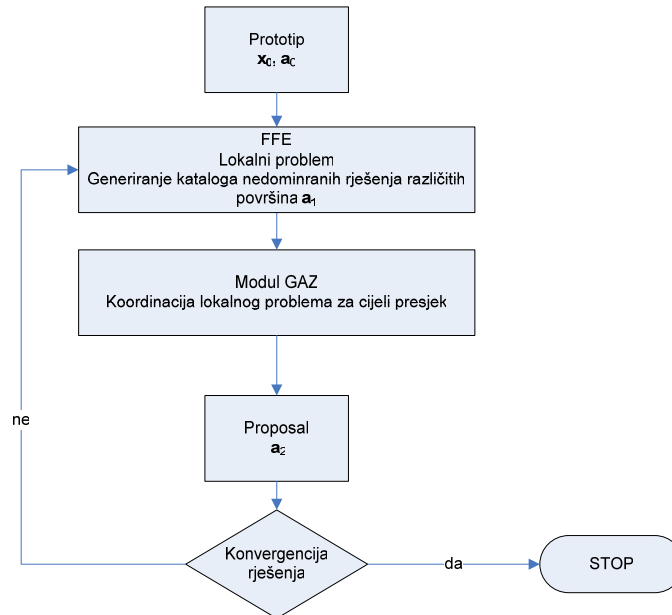 Prototip
x₀, a₀
FFE
Lokalni problem
Generiranje kataloga nedominranih rješenja različitih
površina a₁
Modul GAZ
Koordinacija lokalnog problema za cijeli presjek
Proposal
a₂
ne
Konvergencija
rješenja
da
STOP